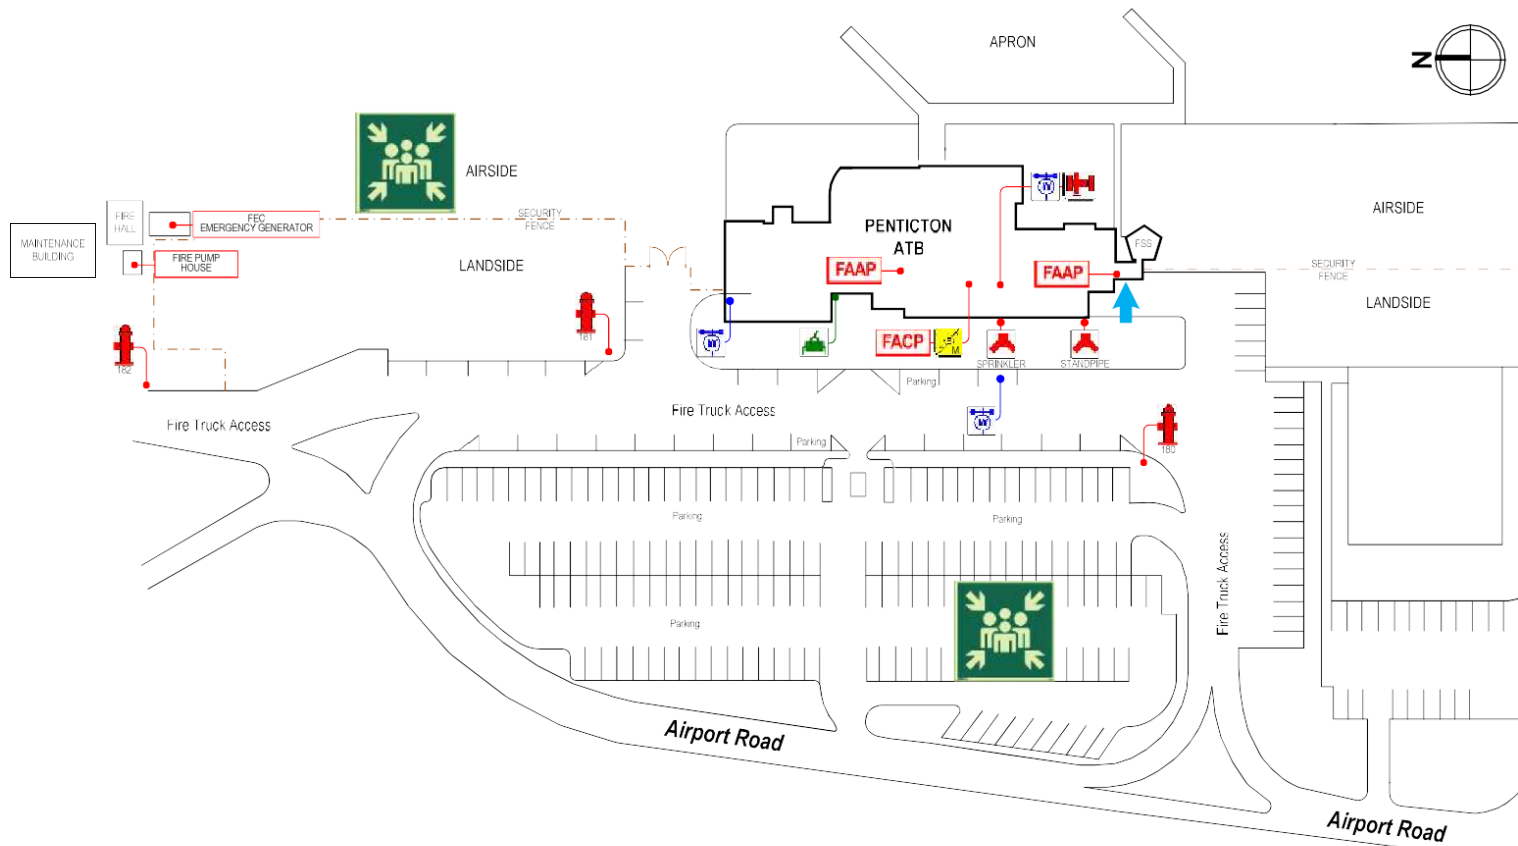 APRON
N
AIRSIDE
AIRSIDE
FIRE
HALL
FEC
EMERGENCY GENERATOR
SECURITY
FENCE
PENTICTON
ATB
MAINTENANCE
BUILDING
FSS
FIRE PUMP
HOUSE
LANDSIDE
FAAP
FAAP
SECURITY
FENCE
LANDSIDE
181
182
FACP
M
SPRINKLER
STANDPIPE
Parking
Fire Truck Access
Fire Truck Access
Parking
180
Parking
Parking
Fire Truck Access
Parking
Airport Road
Airport Road